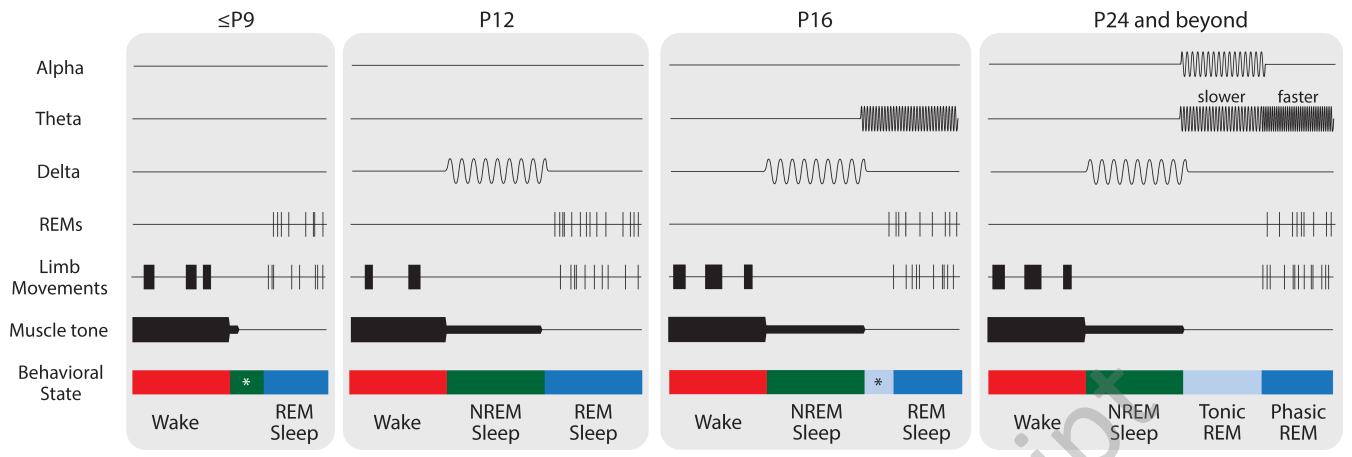 ≤P9
P12
P16
P24 and beyond
Alpha
Theta
slower
faster
Delta
REMs
Limb
Movements
Muscle tone
Behavioral
State
*
*
Wake
REM
Sleep
Wake
NREM
Sleep
REM
Sleep
Wake
NREM
Sleep
REM
Sleep
Wake
NREM
Sleep
Tonic
REM
Phasic
REM
ript